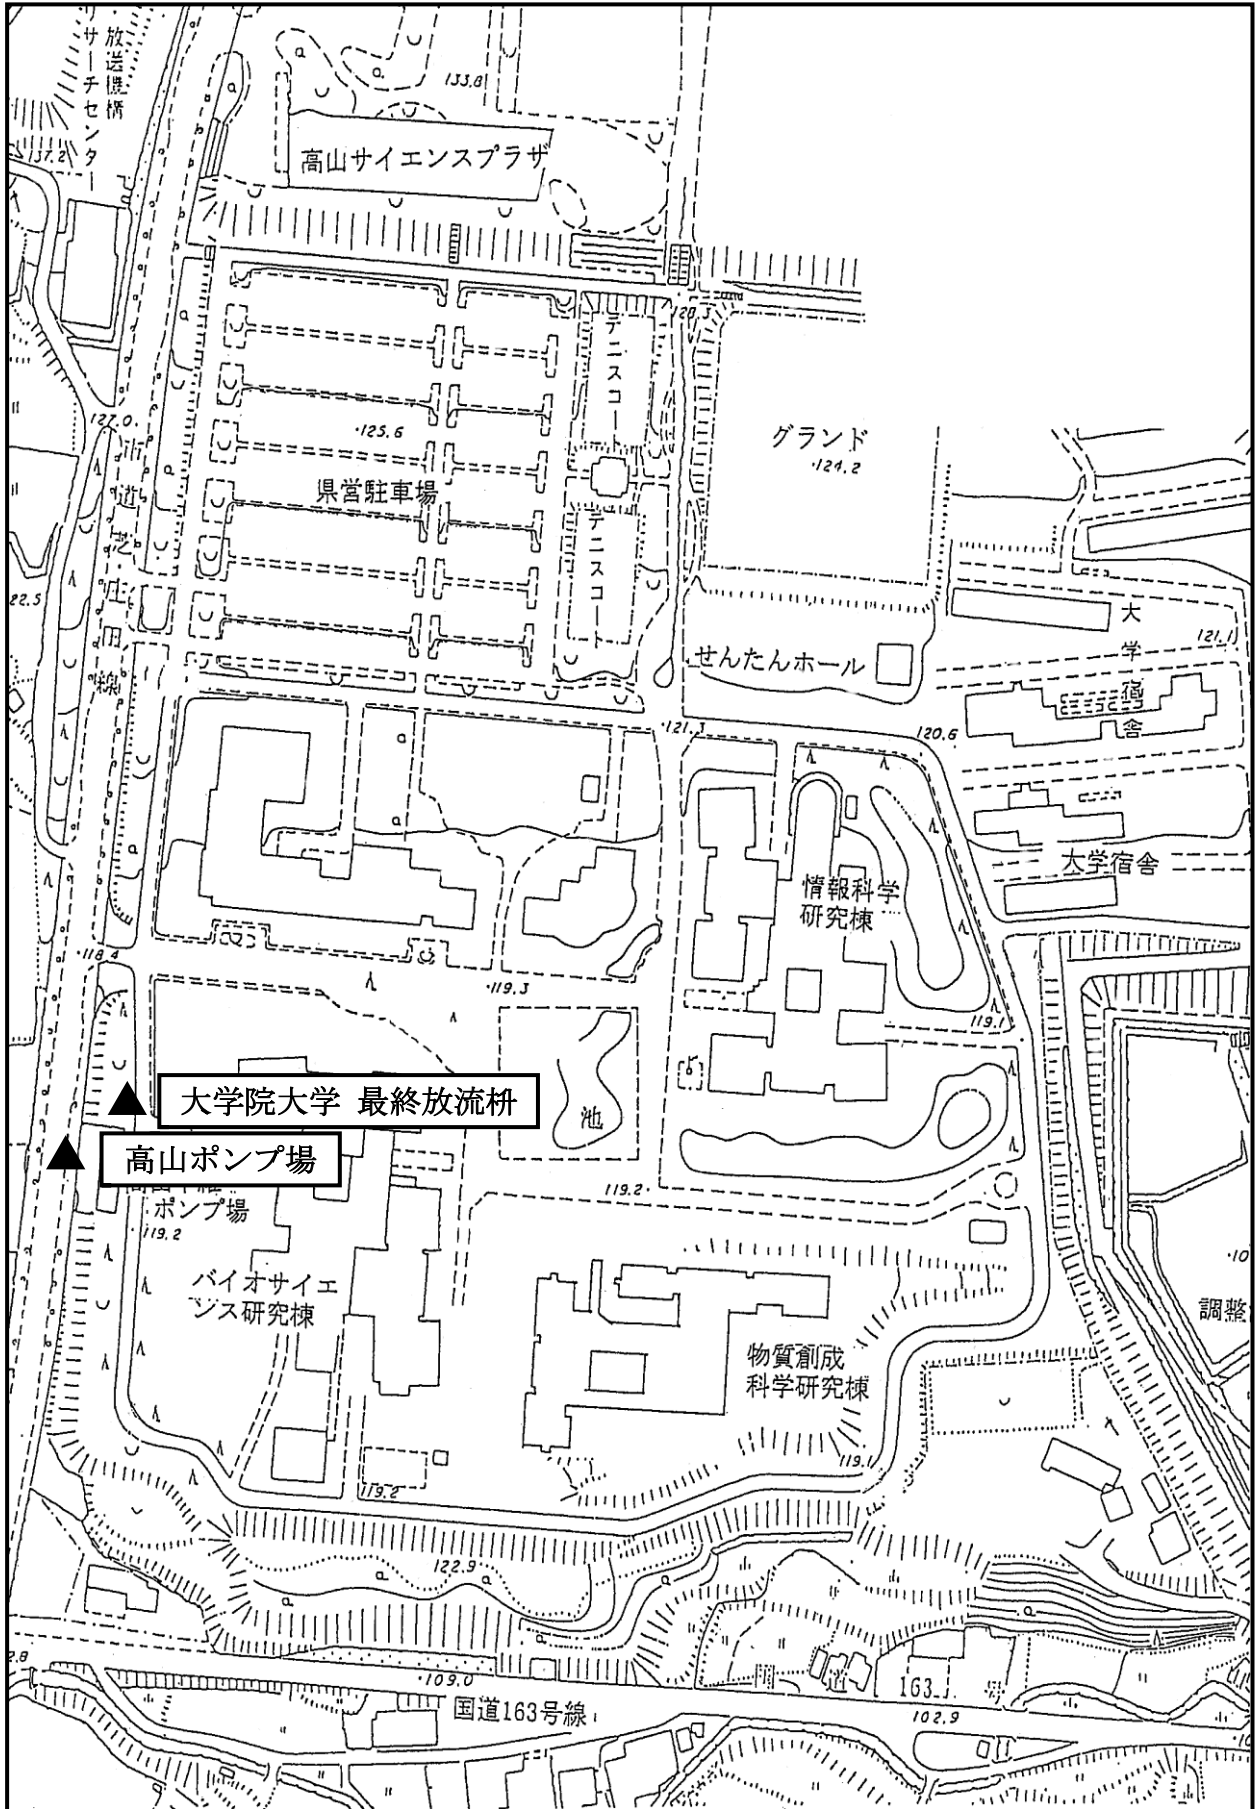 放送機構
リサーチセンター
133.8
137.2
高山サイエンスプラザ
テニスコート
127.0
・125.6
グランド
・124.2
県営駐車場
市道芝庄田線
テニスコート
22.5
せんたんホール
大学宿舎
121.1
・121.3
120.6
大学宿舎
情報科学
研究棟
・118.4
・119.3
119.1
大学院大学 最終放流枡
池
高山ポンプ場
ポンプ場
・119.2
119.2・
バイオサイエ
ンス研究棟
・10
調整
物質創成
科学研究棟
119.1
・119.2
122.9
2.8
・109.0
国道163号線
163
102.9